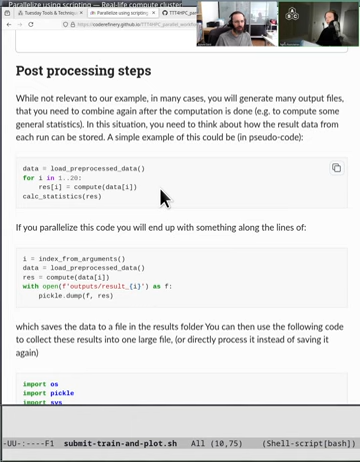 Parallelize using scripting — Real-life compute cluster
Tuesday Tools & Techniqu
Parallelize using scripting
https://coderefinery.github.io/TTT4HPC_parallel_workf
Post processing steps
While not relevant to our example, in many cases, you will generate many output files,
that you need to combine again after the computation is done (e.g. to compute some
general statistics). In this situation, you need to think about how the result data from
each run can be stored. A simple example of this could be (in pseudo-code):
data = load_preprocessed_data()
for i in 1..20:
res[i] = compute(data[i])
calc_statistics(res)
If you parallelize this code you will end up with something along the lines of:
i = index_from_arguments()
data = load_preprocessed_data()
res = compute(data[i])
with open(f'outputs/result_{i}') as f:
pickle.dump(f, res)
which saves the data to a file in the results folder You can then use the following code
to collect these results into one large file, (or directly process it instead of saving it
again)
import os
import pickle
import sys
-UU-:----F1 submit-train-and-plot.sh All (10,75) (Shell-script[bash])